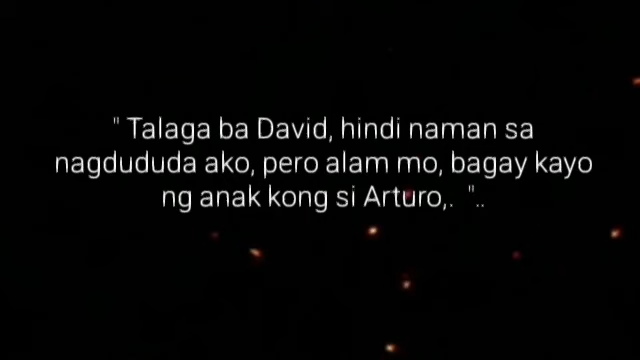 " Talaga ba David, hindi naman sa
nagdududa ako, pero alam mo, bagay kayo
ng anak kong si Arturo,.  "..